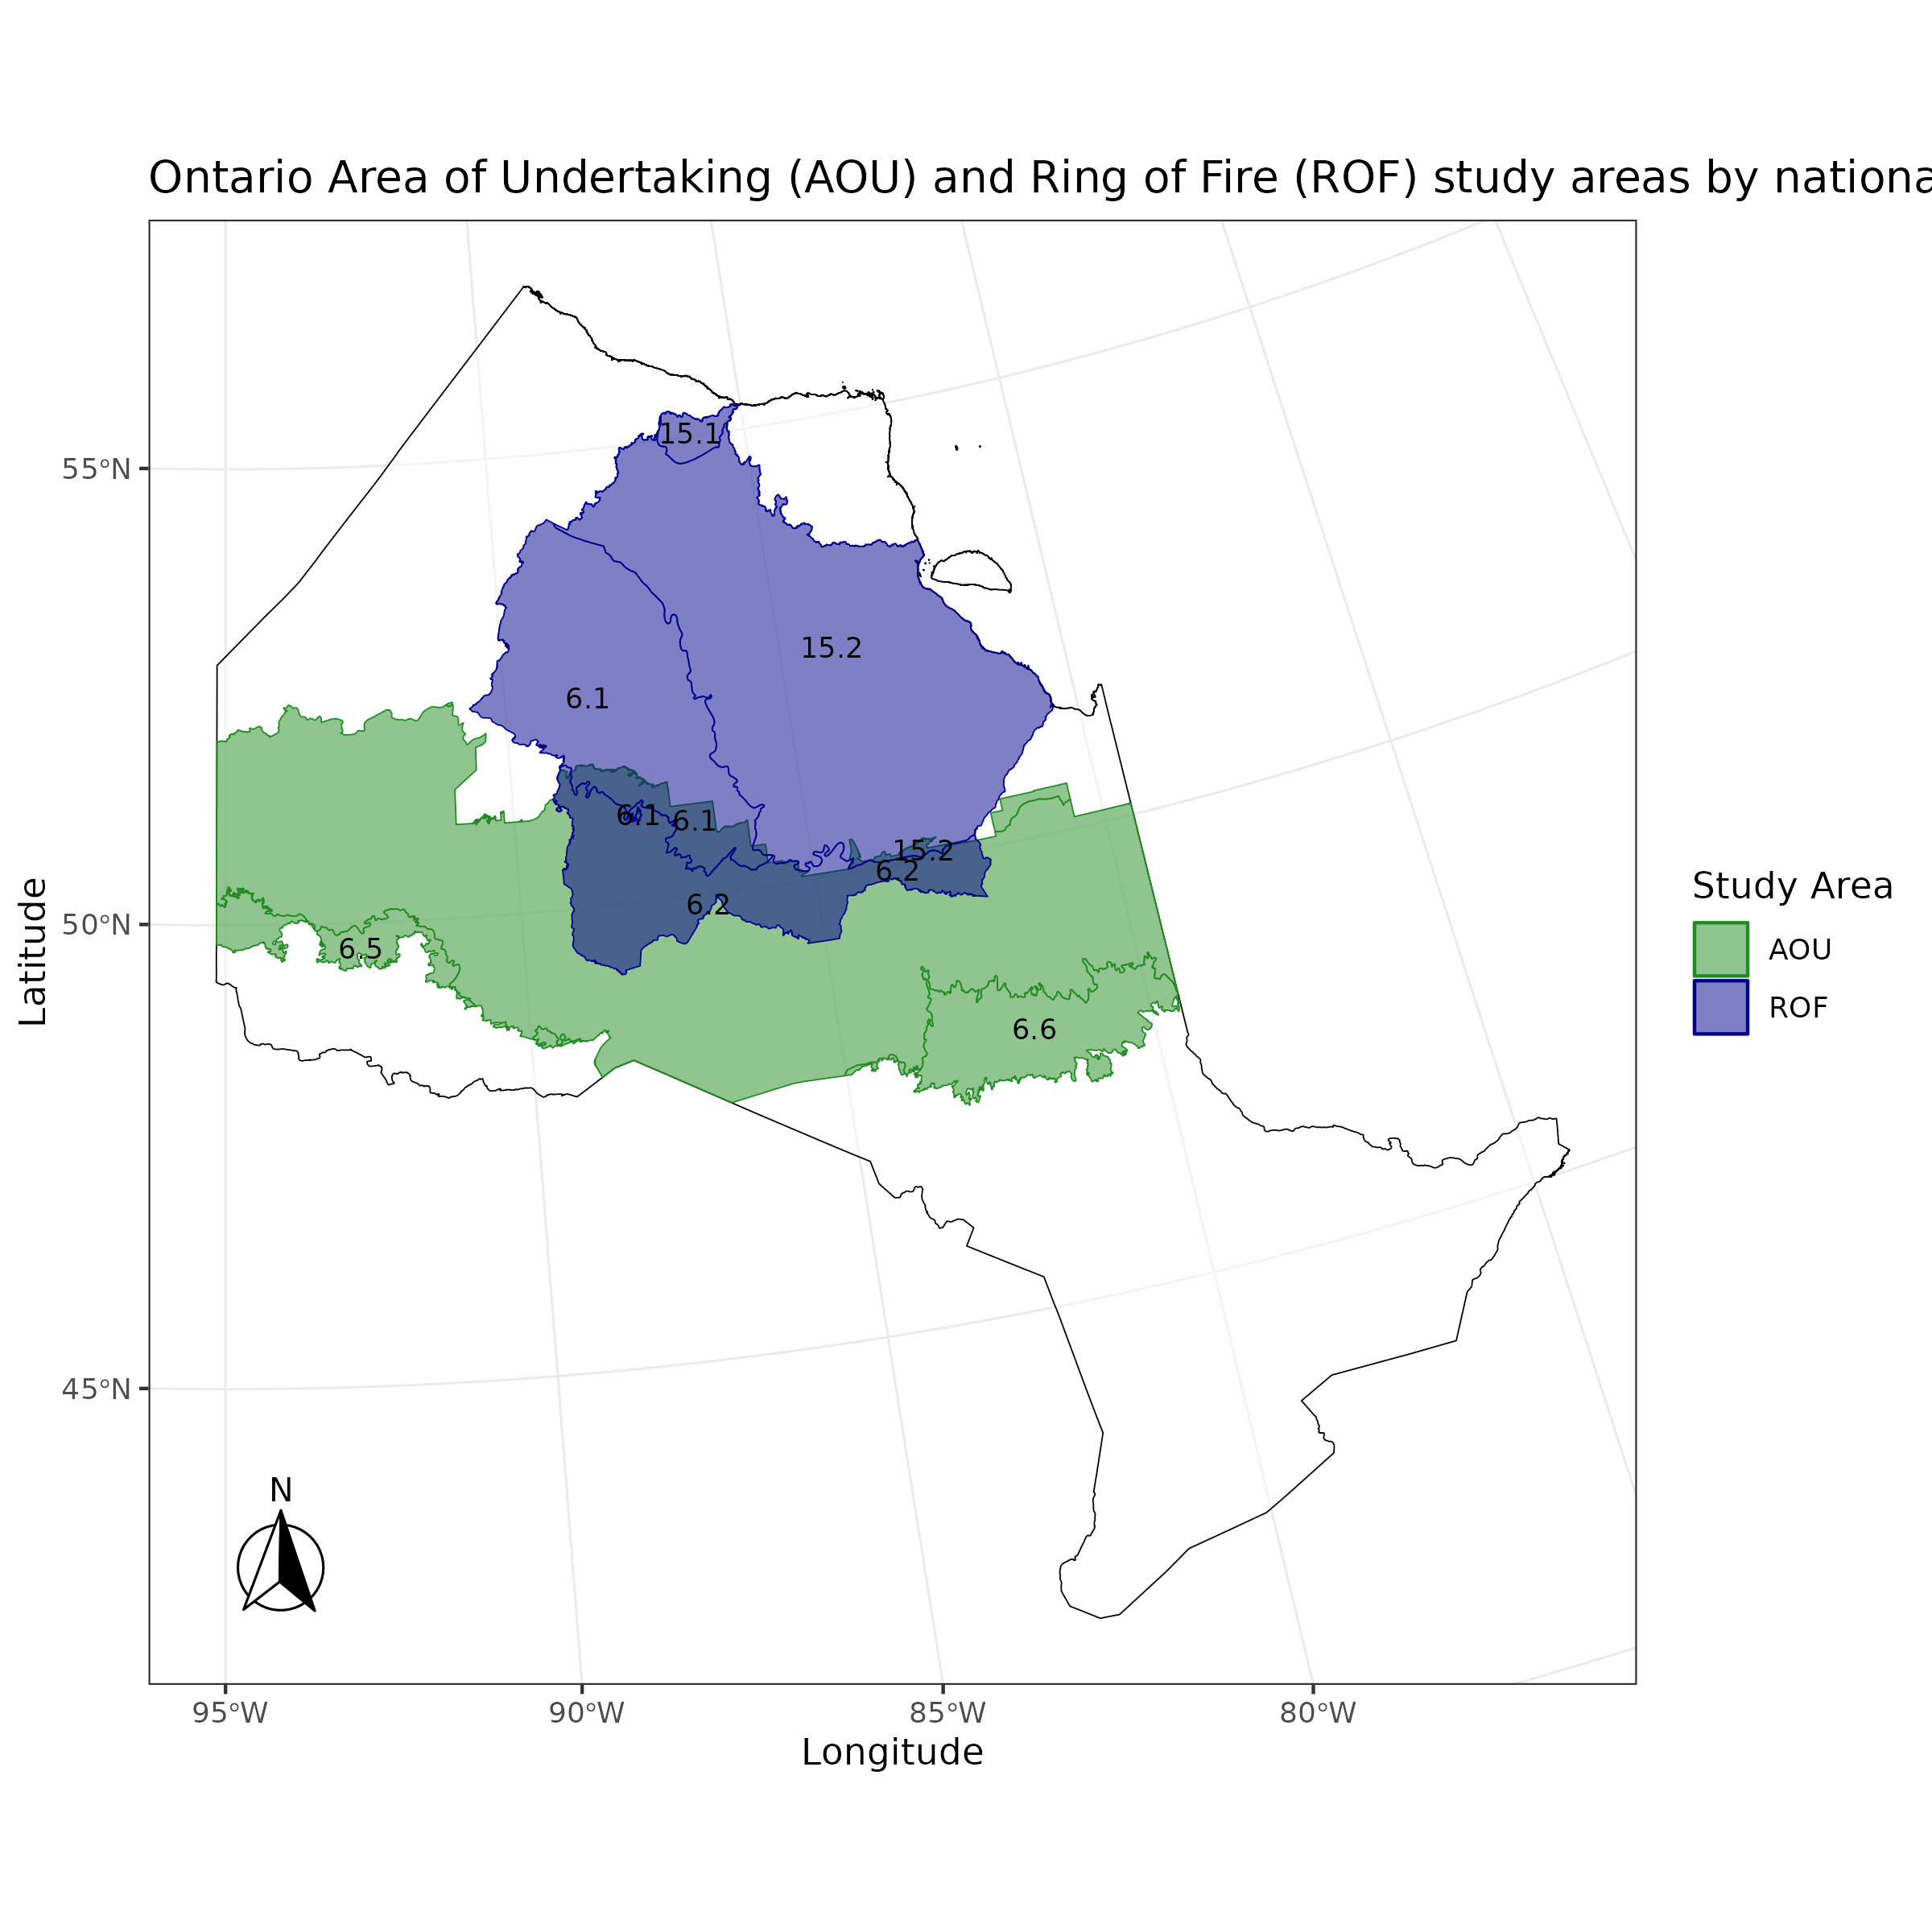 Ontario Area of Undertaking (AOU) and Ring of Fire (ROF) study areas by nationa
15.1
55°N
15.2
6.1
6.1
6.1
15.2
6.2
6.2
50°N
6.5
6.6
45°N
Latitude
N
95°W
90°W
85°W
80°W
Longitude
Study Area
AOU
ROF